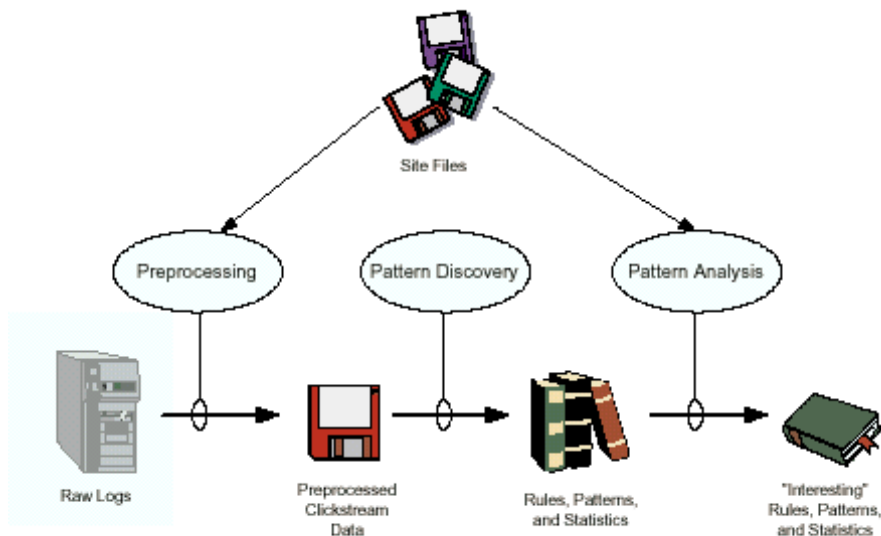 Site Files
Preprocessing
Pattern Discovery
Pattern Analysis
Raw Logs
Preprocessed
Clickstream
Data
Rules, Patterns,
and Statistics
"Interesting"
Rules, Patterns,
and Statistics